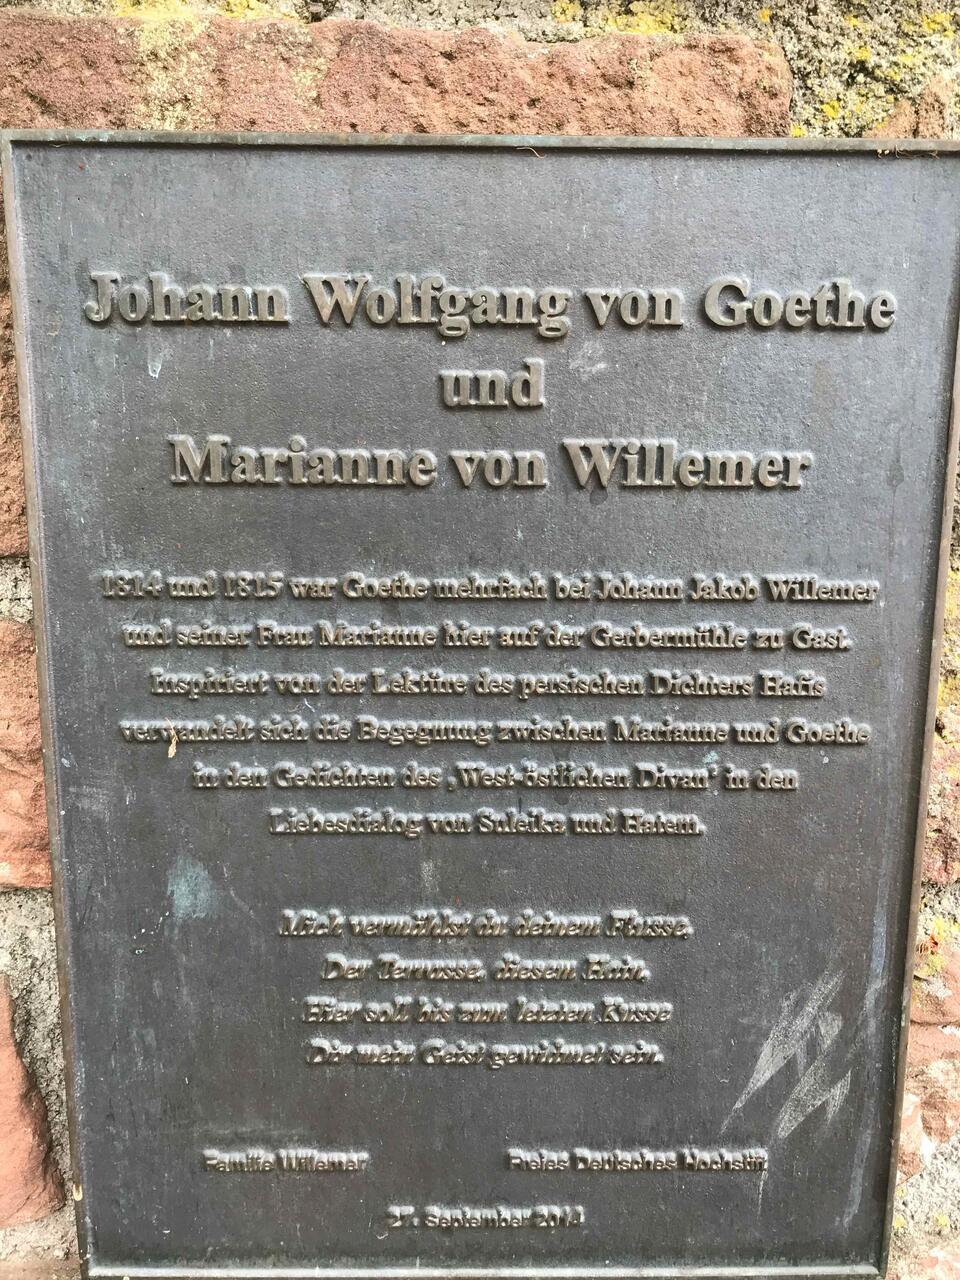 Johann Wolfgang von Goethe
und
Marianne von Willemer
1814 und 1815 war Goethe mehrfach bei Johann Jakob Willemer
und seiner Frau Marianne hier auf der Gerbermühle zu Gast.
Inspiriert von der Lektüre des persischen Dichters Hafis
verwandelt sich die Begegnung zwischen Marianne und Goethe
in den Gedichten des „West-östlichen Divan“ in den
Liebesdialog von Suleika und Hatem.
Mich vermählst du deinem Flusse,
Der Terrasse, diesem Hain,
Hier soll bis zum letzten Kusse
Dir mein Geist gewidmet sein.
Familie Willemer
Freies Deutsches Hochstift
27. September 2014